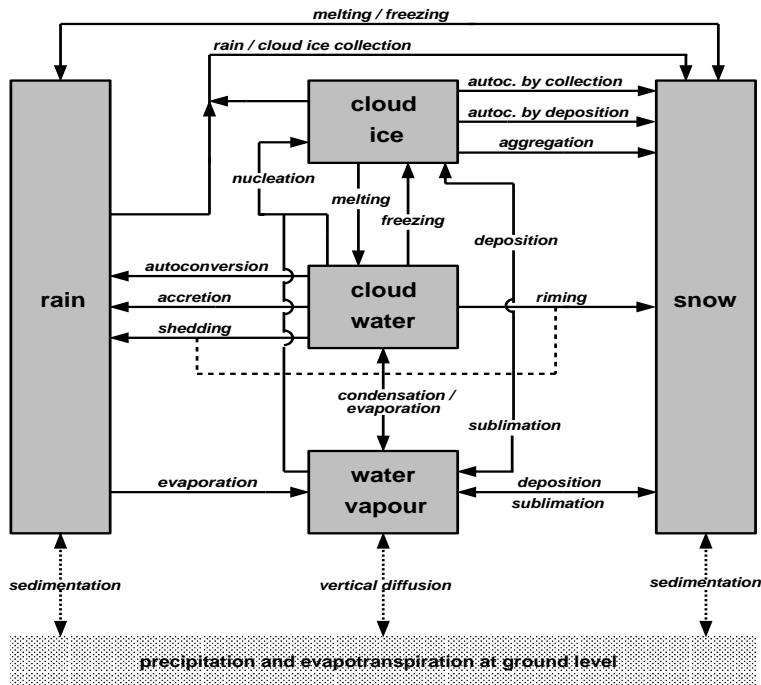 melting / freezing
rain / cloud ice collection
cloud
ice
autoc. by collection
autoc. by deposition
aggregation
nucleation
melting
freezing
deposition
rain
autoconversion
accretion
shedding
cloud
water
riming
snow
condensation /
evaporation
sublimation
evaporation
water
vapour
deposition
sublimation
sedimentation
vertical diffusion
sedimentation
precipitation and evapotranspiration at ground level